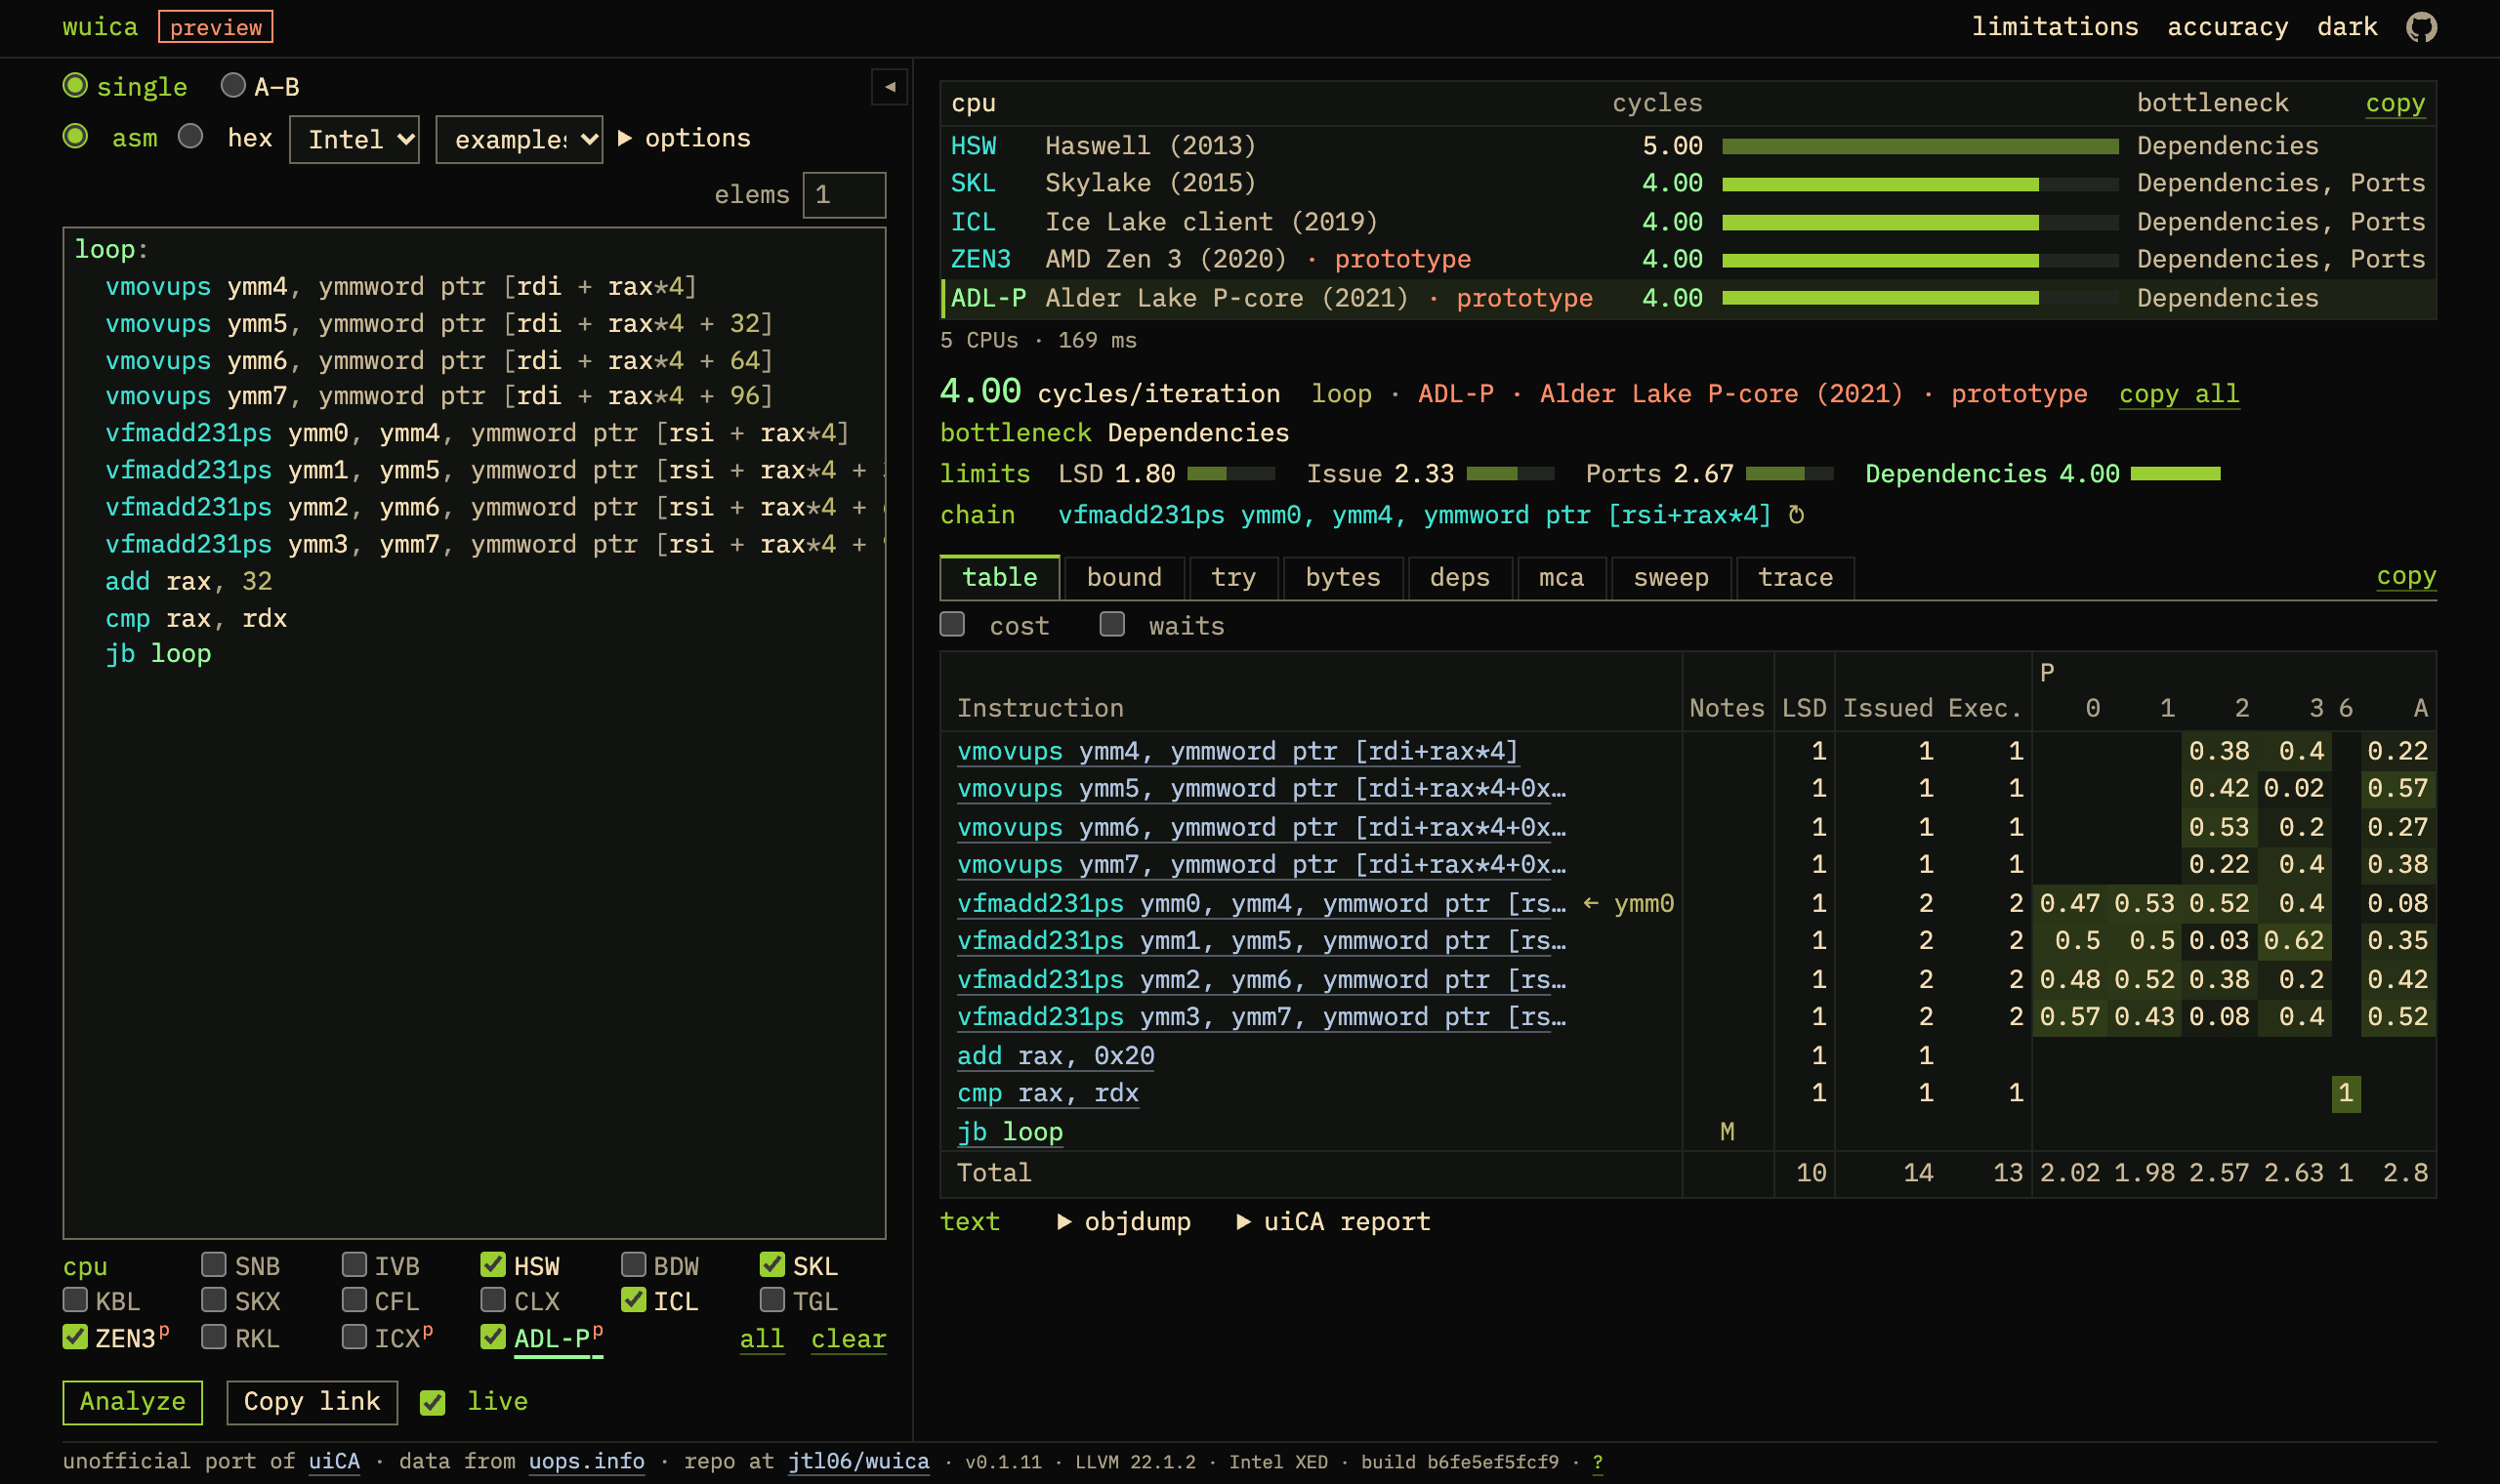 wuica preview limitations accuracy dark
single A-B ◂
asm hex Intel examples ▶ options
elems 1
loop:
vmovups ymm4, ymmword ptr [rdi + rax*4]
vmovups ymm5, ymmword ptr [rdi + rax*4 + 32]
vmovups ymm6, ymmword ptr [rdi + rax*4 + 64]
vmovups ymm7, ymmword ptr [rdi + rax*4 + 96]
vfmadd231ps ymm0, ymm4, ymmword ptr [rsi + rax*4]
vfmadd231ps ymm1, ymm5, ymmword ptr [rsi + rax*4 +
vfmadd231ps ymm2, ymm6, ymmword ptr [rsi + rax*4 +
vfmadd231ps ymm3, ymm7, ymmword ptr [rsi + rax*4 +
add rax, 32
cmp rax, rdx
jb loop
cpu SNB IVB HSW BDW SKL
KBL SKX CFL CLX ICL TGL
ZEN3p RKL ICXp ADL-Pp all clear
Analyze Copy link live
cpu cycles bottleneck copy
HSW Haswell (2013) 5.00 Dependencies
SKL Skylake (2015) 4.00 Dependencies, Ports
ICL Ice Lake client (2019) 4.00 Dependencies, Ports
ZEN3 AMD Zen 3 (2020) · prototype 4.00 Dependencies, Ports
ADL-P Alder Lake P-core (2021) · prototype 4.00 Dependencies
5 CPUs · 169 ms
4.00 cycles/iteration loop · ADL-P · Alder Lake P-core (2021) · prototype copy all
bottleneck Dependencies
limits LSD 1.80 Issue 2.33 Ports 2.67 Dependencies 4.00
chain vfmadd231ps ymm0, ymm4, ymmword ptr [rsi+rax*4] ↻
table bound try bytes deps mca sweep trace copy
cost waits
P
Instruction Notes LSD Issued Exec. 0 1 2 3 6 A
vmovups ymm4, ymmword ptr [rdi+rax*4] 1 1 1 0.38 0.4 0.22
vmovups ymm5, ymmword ptr [rdi+rax*4+0x… 1 1 1 0.42 0.02 0.57
vmovups ymm6, ymmword ptr [rdi+rax*4+0x… 1 1 1 0.53 0.2 0.27
vmovups ymm7, ymmword ptr [rdi+rax*4+0x… 1 1 1 0.22 0.4 0.38
vfmadd231ps ymm0, ymm4, ymmword ptr [rs… ← ymm0 1 2 2 0.47 0.53 0.52 0.4 0.08
vfmadd231ps ymm1, ymm5, ymmword ptr [rs… 1 2 2 0.5 0.5 0.03 0.62 0.35
vfmadd231ps ymm2, ymm6, ymmword ptr [rs… 1 2 2 0.48 0.52 0.38 0.2 0.42
vfmadd231ps ymm3, ymm7, ymmword ptr [rs… 1 2 2 0.57 0.43 0.08 0.4 0.52
add rax, 0x20 1 1
cmp rax, rdx 1 1 1 1
jb loop M
Total 10 14 13 2.02 1.98 2.57 2.63 1 2.8
text ▶ objdump ▶ uiCA report
unofficial port of uiCA · data from uops.info · repo at jtl06/wuica · v0.1.11 · LLVM 22.1.2 · Intel XED · build b6fe5ef5fcf9 · ?